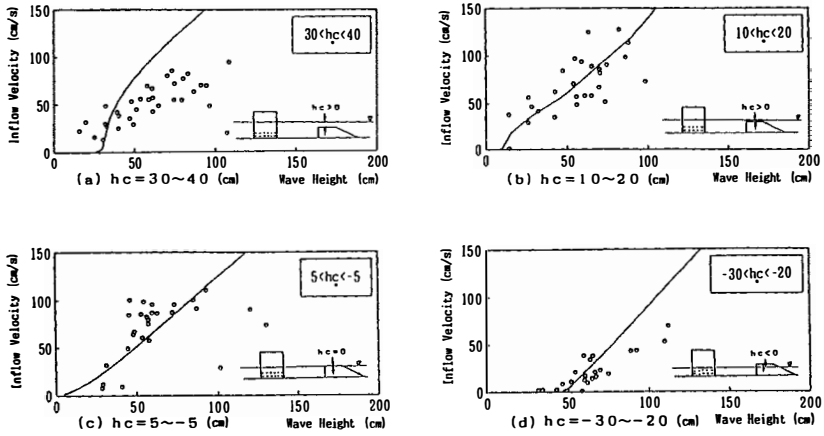 Inflow Velocity (cm/s)
150
100
50
0
30<hc<40
hc>0
0
50
100
150
200
(a) hc=30~40 (cm) Wave Height (cm)
Inflow Velocity (cm/s)
150
100
50
0
10<hc<20
hc>0
0
50
100
150
200
(b) hc=10~20 (cm) Wave Height (cm)
Inflow Velocity (cm/s)
150
100
50
0
5<hc<-5
hc=0
0
50
100
150
200
(c) hc=5~-5 (cm) Wave Height (cm)
Inflow Velocity (cm/s)
150
100
50
0
-30<hc<-20
hc<0
0
50
100
150
200
(d) hc=-30~-20 (cm) Wave Height (cm)